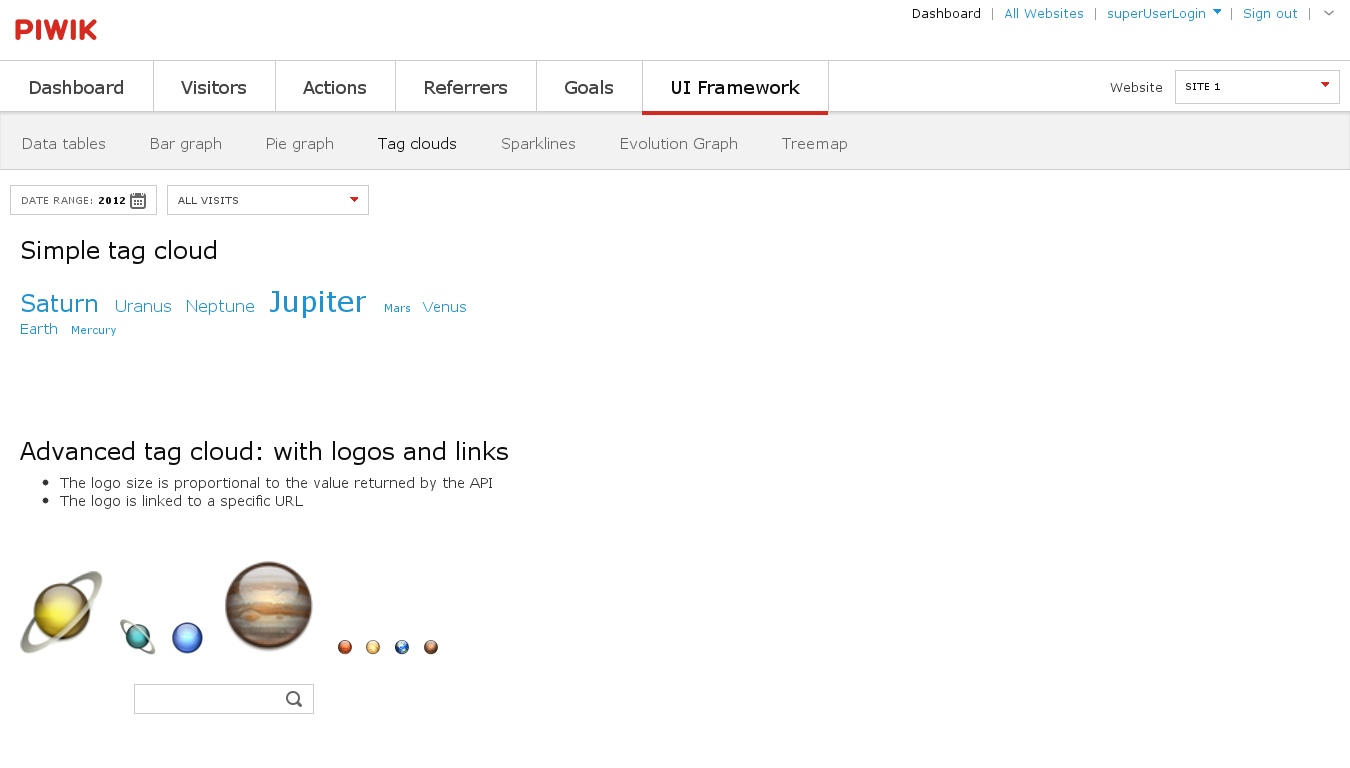 PIWIK
Dashboard | All Websites | superUserLogin | Sign out |
Dashboard Visitors Actions Referrers Goals UI Framework Website SITE 1
Data tables Bar graph Pie graph Tag clouds Sparklines Evolution Graph Treemap
DATE RANGE: 2012 ALL VISITS
Simple tag cloud
Saturn Uranus Neptune Jupiter Mars Venus
Earth Mercury
Advanced tag cloud: with logos and links
• The logo size is proportional to the value returned by the API
• The logo is linked to a specific URL